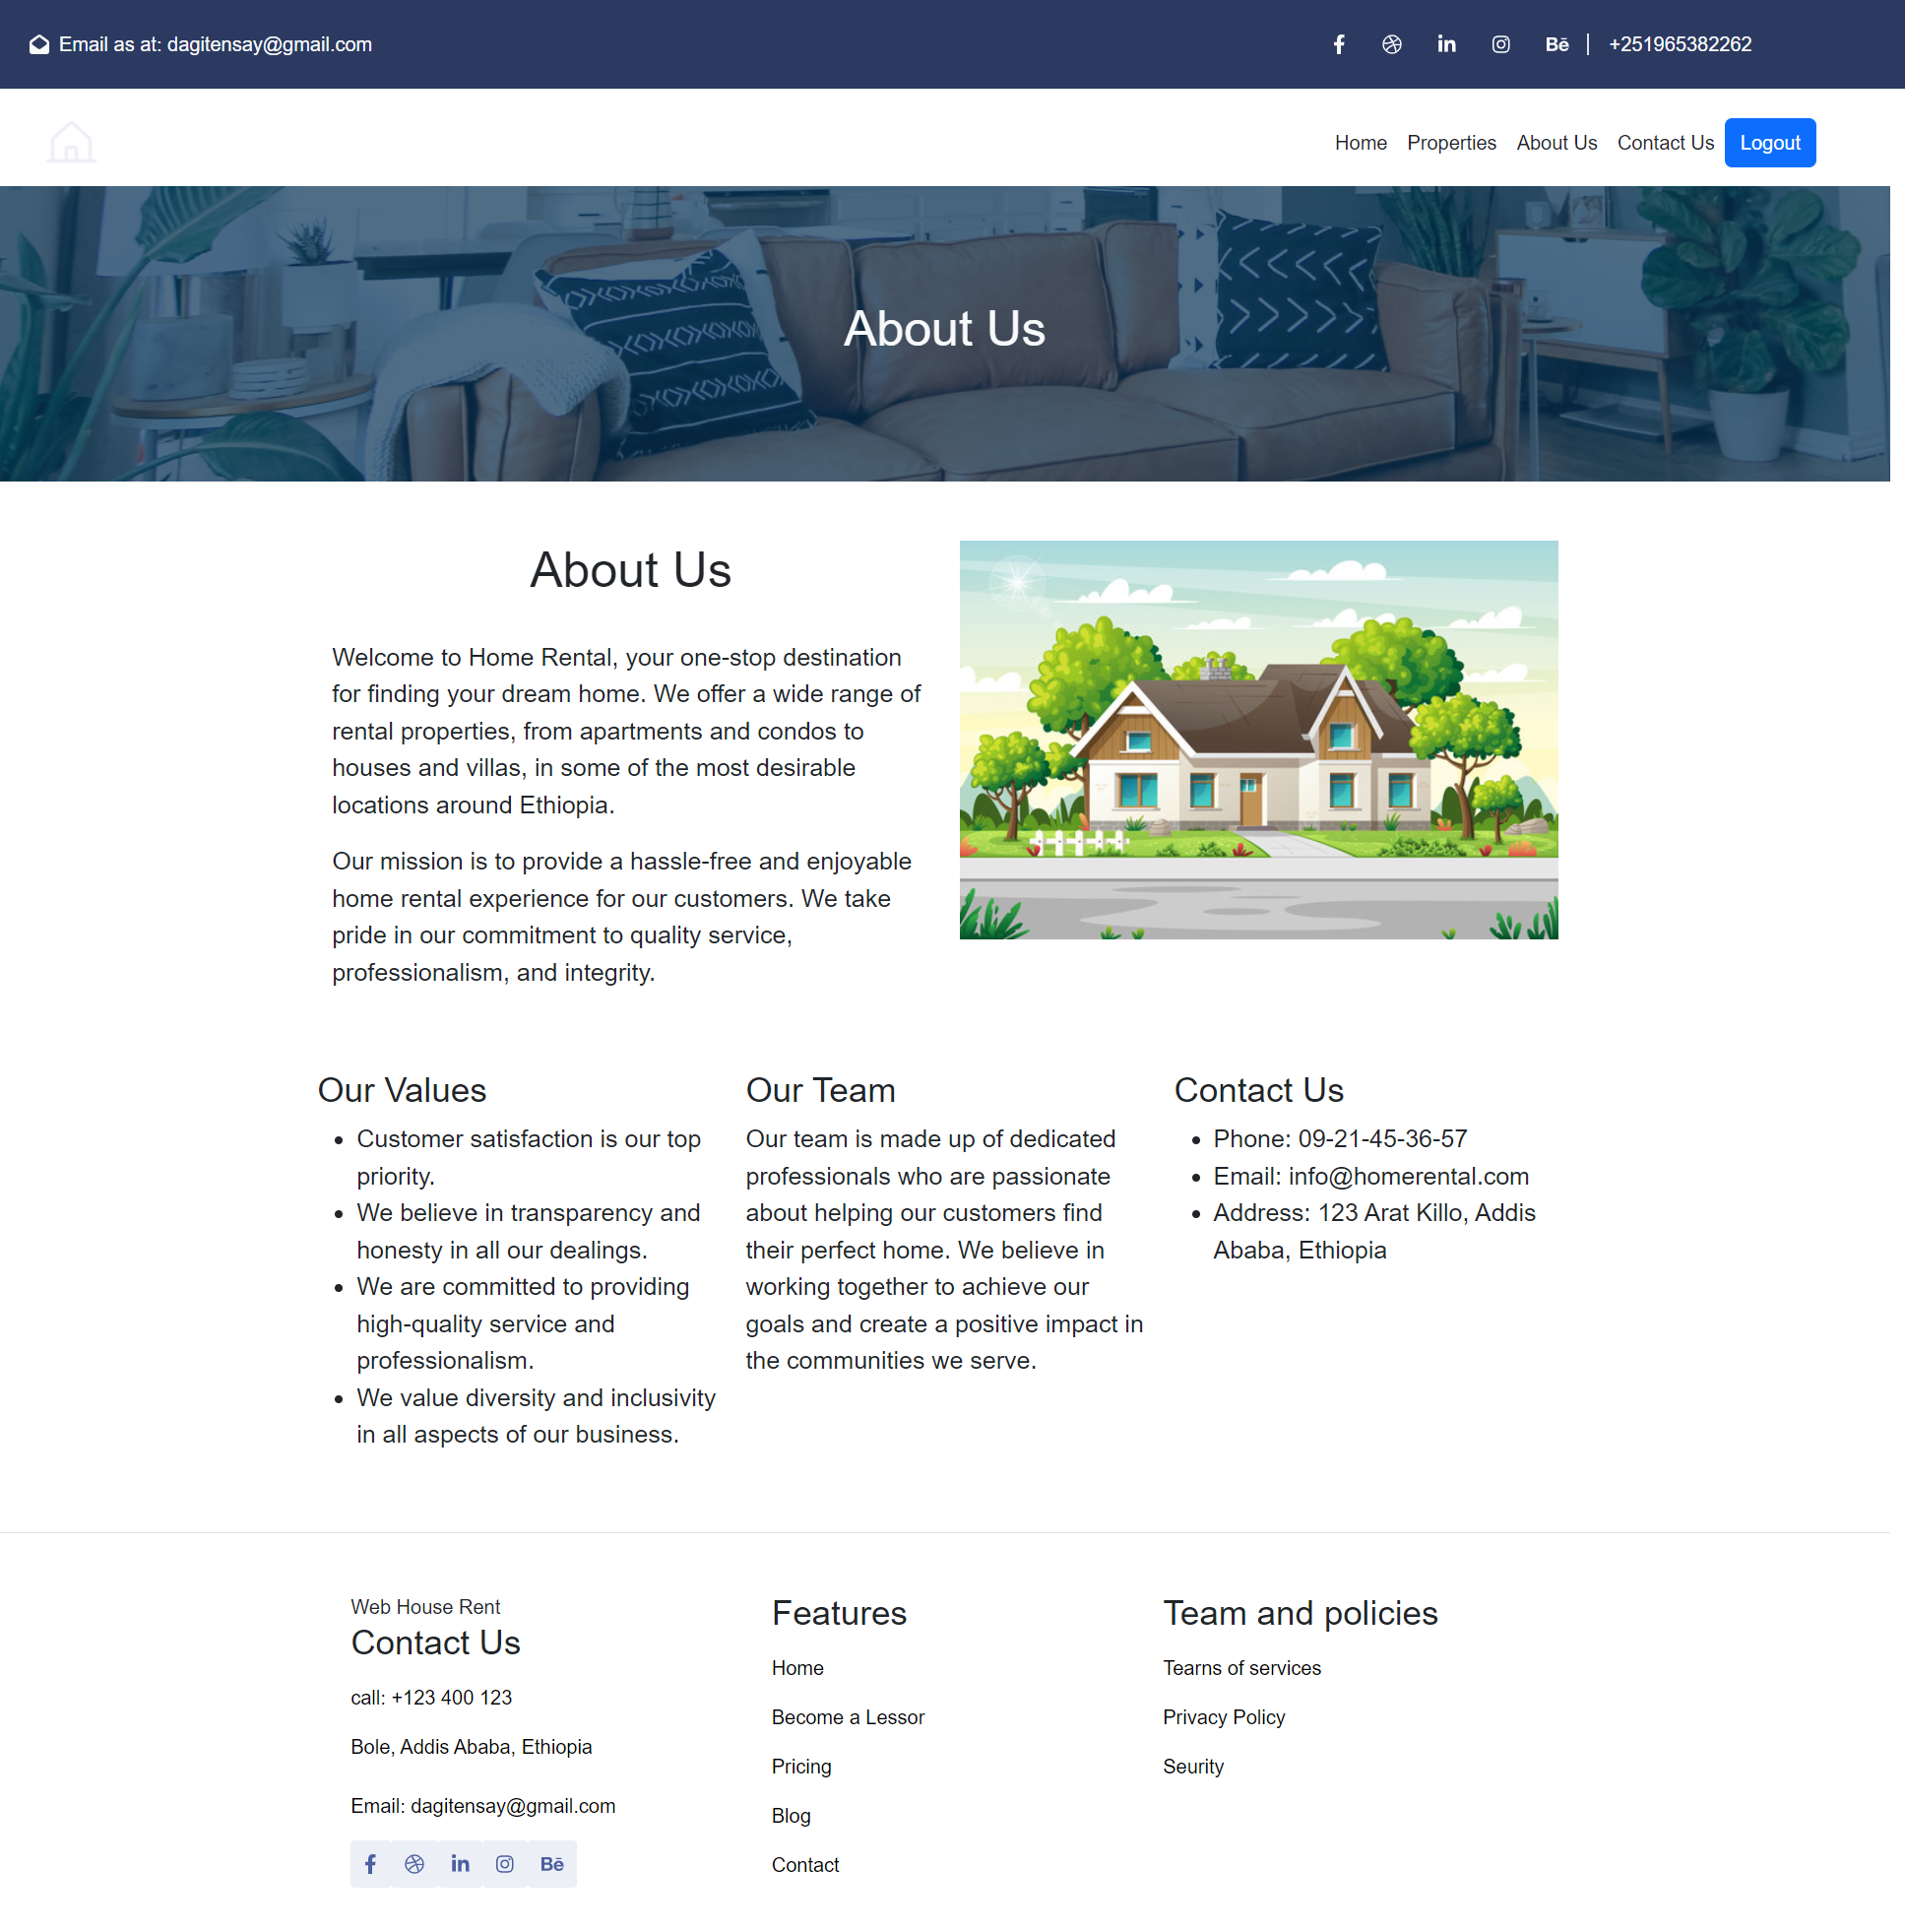 Email as at: dagitensay@gmail.com
Bē | +251965382262
Home Properties About Us Contact Us Logout
About Us
About Us
Welcome to Home Rental, your one-stop destination
for finding your dream home. We offer a wide range of
rental properties, from apartments and condos to
houses and villas, in some of the most desirable
locations around Ethiopia.
Our mission is to provide a hassle-free and enjoyable
home rental experience for our customers. We take
pride in our commitment to quality service,
professionalism, and integrity.
Our Values
• Customer satisfaction is our top
priority.
• We believe in transparency and
honesty in all our dealings.
• We are committed to providing
high-quality service and
professionalism.
• We value diversity and inclusivity
in all aspects of our business.
Our Team
Our team is made up of dedicated
professionals who are passionate
about helping our customers find
their perfect home. We believe in
working together to achieve our
goals and create a positive impact in
the communities we serve.
Contact Us
• Phone: 09-21-45-36-57
• Email: info@homerental.com
• Address: 123 Arat Killo, Addis
Ababa, Ethiopia
Web House Rent
Contact Us
call: +123 400 123
Bole, Addis Ababa, Ethiopia
Email: dagitensay@gmail.com
Bē
Features
Home
Become a Lessor
Pricing
Blog
Contact
Team and policies
Tearns of services
Privacy Policy
Seurity